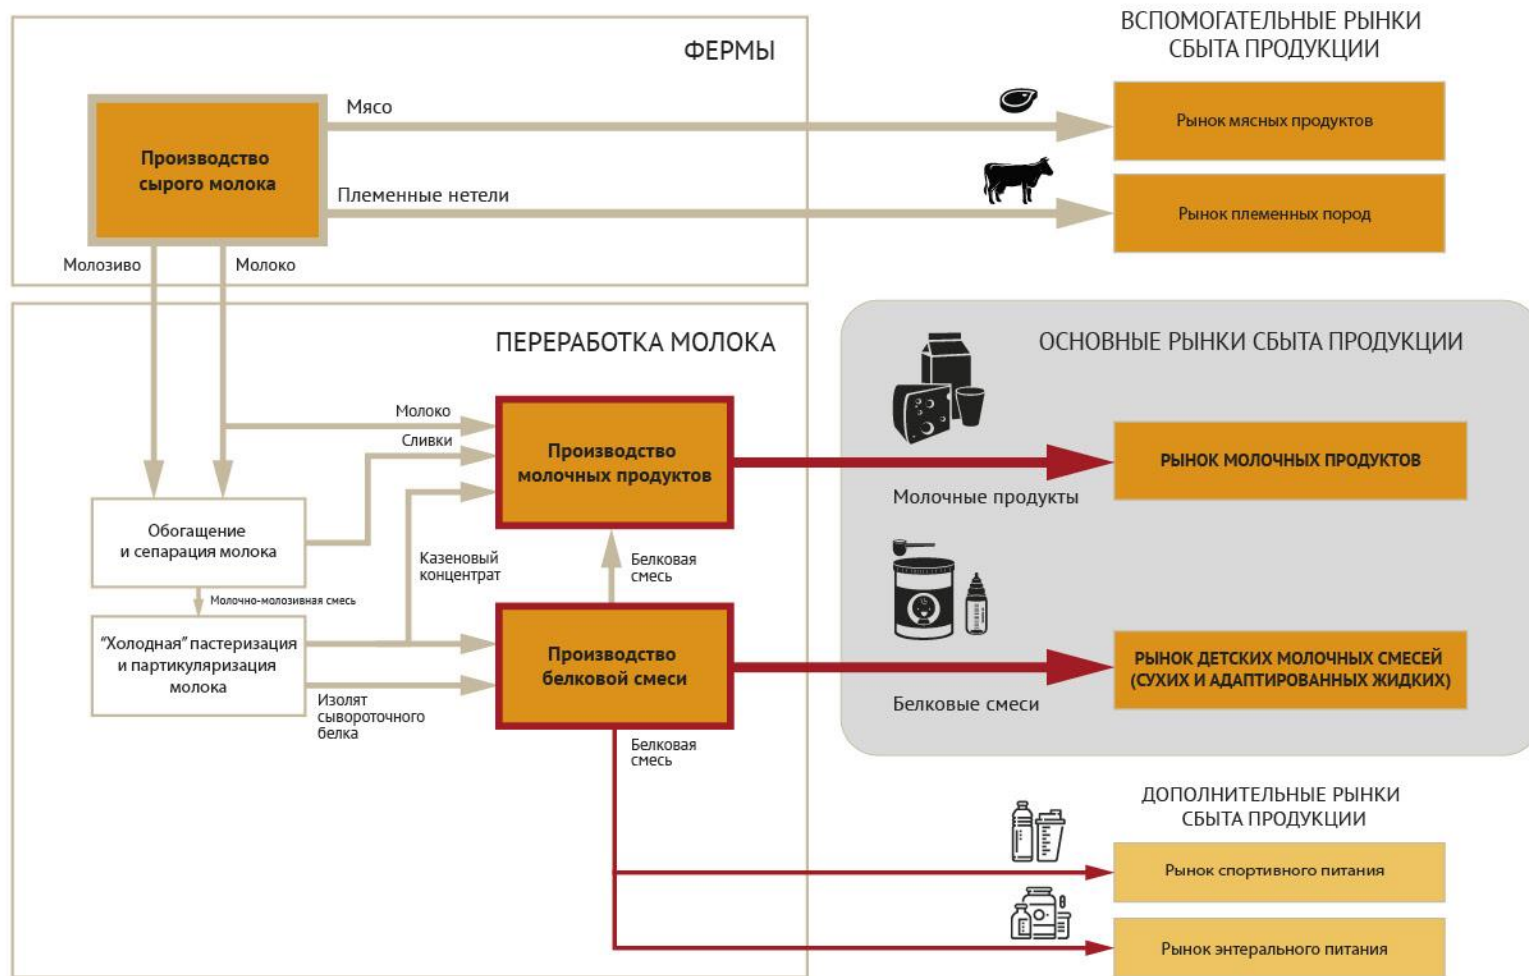 ФЕРМЫ
ВСПОМОГАТЕЛЬНЫЕ РЫНКИ
СБЫТА ПРОДУКЦИИ
Производство
сырого молока
Мясо
Рынок мясных продуктов
Племенные нетели
Рынок племенных пород
Молозиво
Молоко
ПЕРЕРАБОТКА МОЛОКА
ОСНОВНЫЕ РЫНКИ СБЫТА ПРОДУКЦИИ
Молоко
Сливки
Производство
молочных продуктов
РЫНОК МОЛОЧНЫХ ПРОДУКТОВ
Молочные продукты
Обогащение
и сепарация молока
Казеновый
концентрат
Белковая
смесь
Молочно-молозивная смесь
"Холодная" пастеризация
и партикуляризация
молока
Производство
белковой смеси
РЫНОК ДЕТСКИХ МОЛОЧНЫХ СМЕСЕЙ
(СУХИХ И АДАПТИРОВАННЫХ ЖИДКИХ)
Изолят
сывороточного
белка
Белковые смеси
Белковая
смесь
ДОПОЛНИТЕЛЬНЫЕ РЫНКИ
СБЫТА ПРОДУКЦИИ
Рынок спортивного питания
Рынок энтерального питания